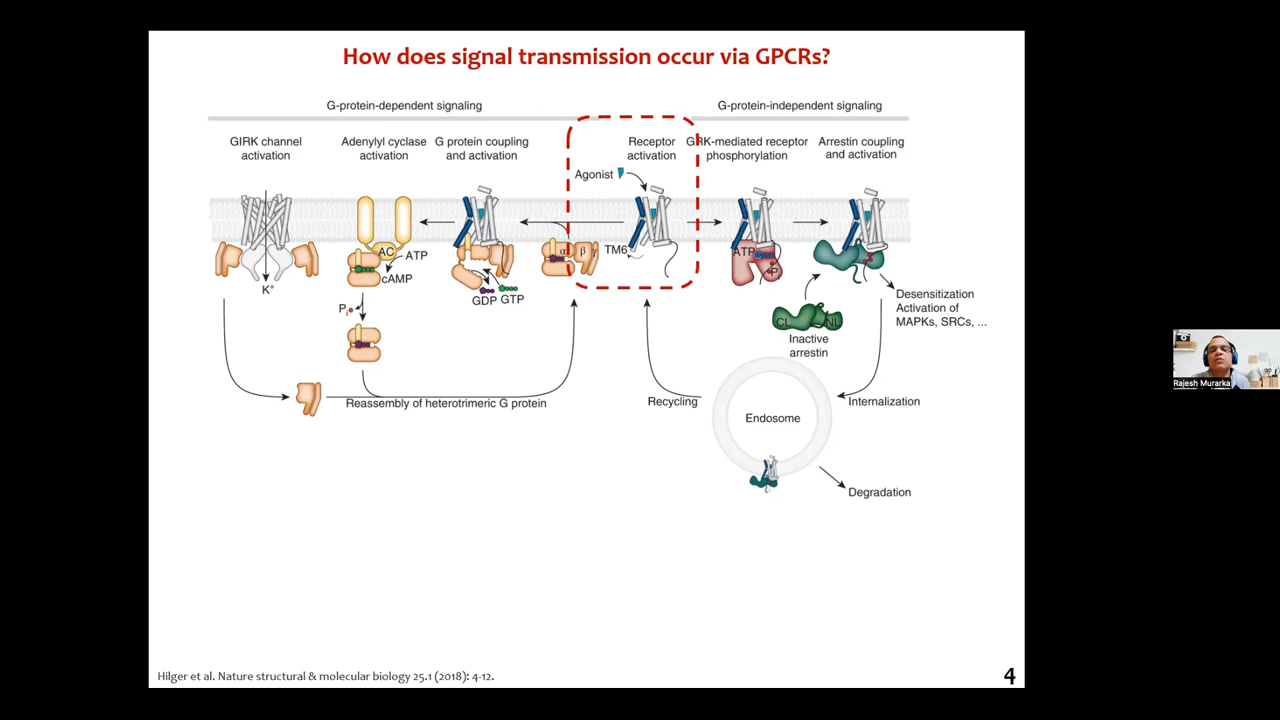 How does signal transmission occur via GPCRs?
G-protein-dependent signaling
G-protein-independent signaling
GIRK channel
activation
Adenylyl cyclase
activation
G protein coupling
and activation
Receptor
activation
GRK-mediated receptor
phosphorylation
Arrestin coupling
and activation
Agonist
AC
ATP
cAMP
α
β
γ
TM6
ATP
P
K+
Pi
GDP
GTP
CL
NL
Inactive
arrestin
Desensitization
Activation of
MAPKs, SRCs, ...
Reassembly of heterotrimeric G protein
Recycling
Endosome
Internalization
Degradation
Rajesh Murarka
Hilger et al. Nature structural & molecular biology 25.1 (2018): 4-12.
4